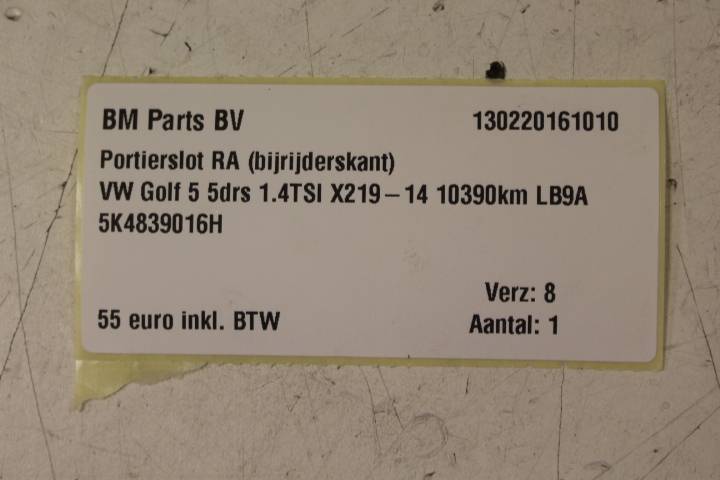 BM Parts BV 130220161010
Portierslot RA (bijrijderskant)
VW Golf 5 5drs 1.4TSI X219-14 10390km LB9A
5K4839016H
Verz: 8
55 euro inkl. BTW Aantal: 1